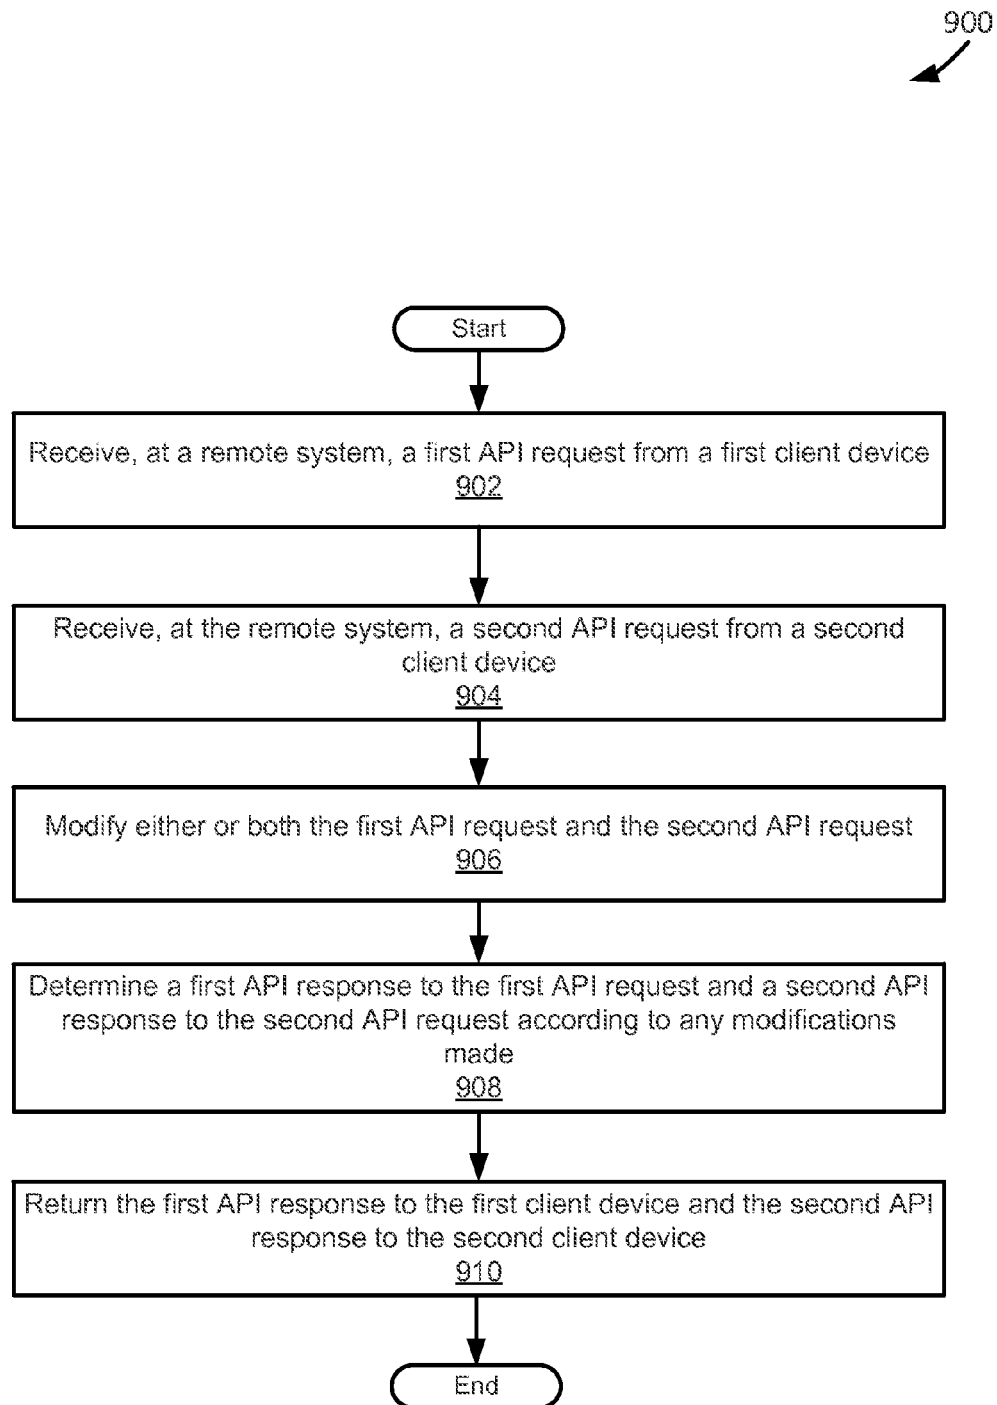 900
Start
Receive, at a remote system, a first API request from a first client device
902
Receive, at the remote system, a second API request from a second
client device
904
Modify either or both the first API request and the second API request
906
Determine a first API response to the first API request and a second API
response to the second API request according to any modifications
made
908
Return the first API response to the first client device and the second API
response to the second client device
910
End